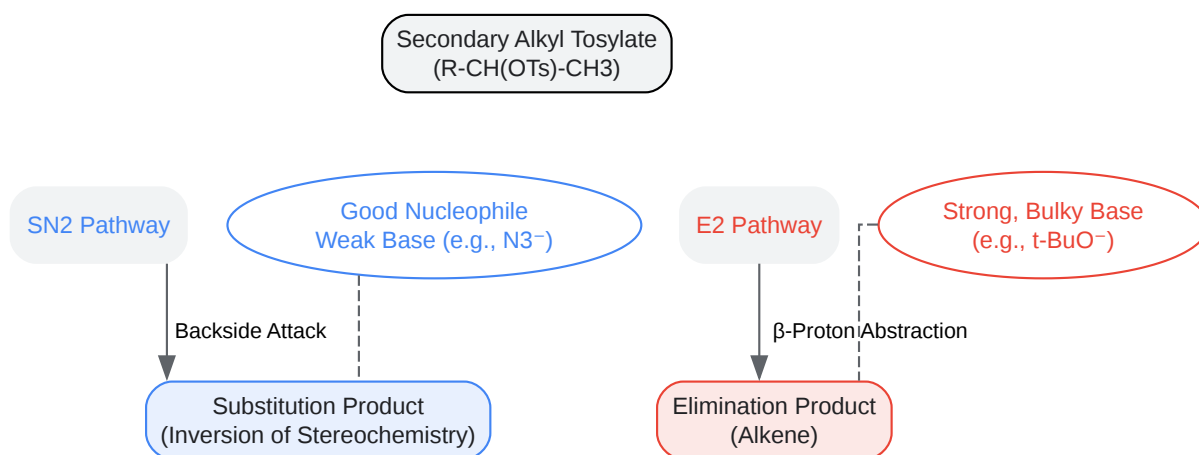 Secondary Alkyl Tosylate
(R-CH(OTs)-CH3)
SN2 Pathway
Good Nucleophile
Weak Base (e.g., N3⁻)
E2 Pathway
Strong, Bulky Base
(e.g., t-BuO⁻)
Backside Attack
β-Proton Abstraction
Substitution Product
(Inversion of Stereochemistry)
Elimination Product
(Alkene)